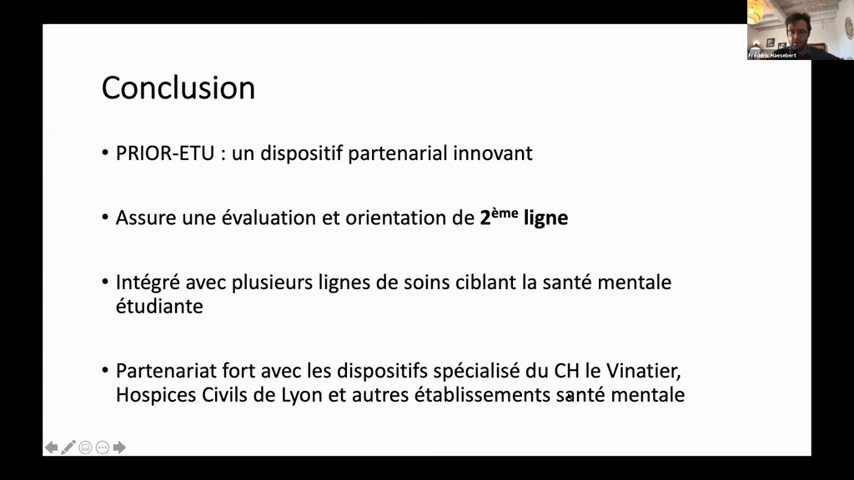 Frédéric Haesebert
Conclusion
• PRIOR-ETU : un dispositif partenarial innovant
• Assure une évaluation et orientation de 2ème ligne
• Intégré avec plusieurs lignes de soins ciblant la santé mentale
étudiante
• Partenariat fort avec les dispositifs spécialisé du CH le Vinatier,
Hospices Civils de Lyon et autres établissements santé mentale